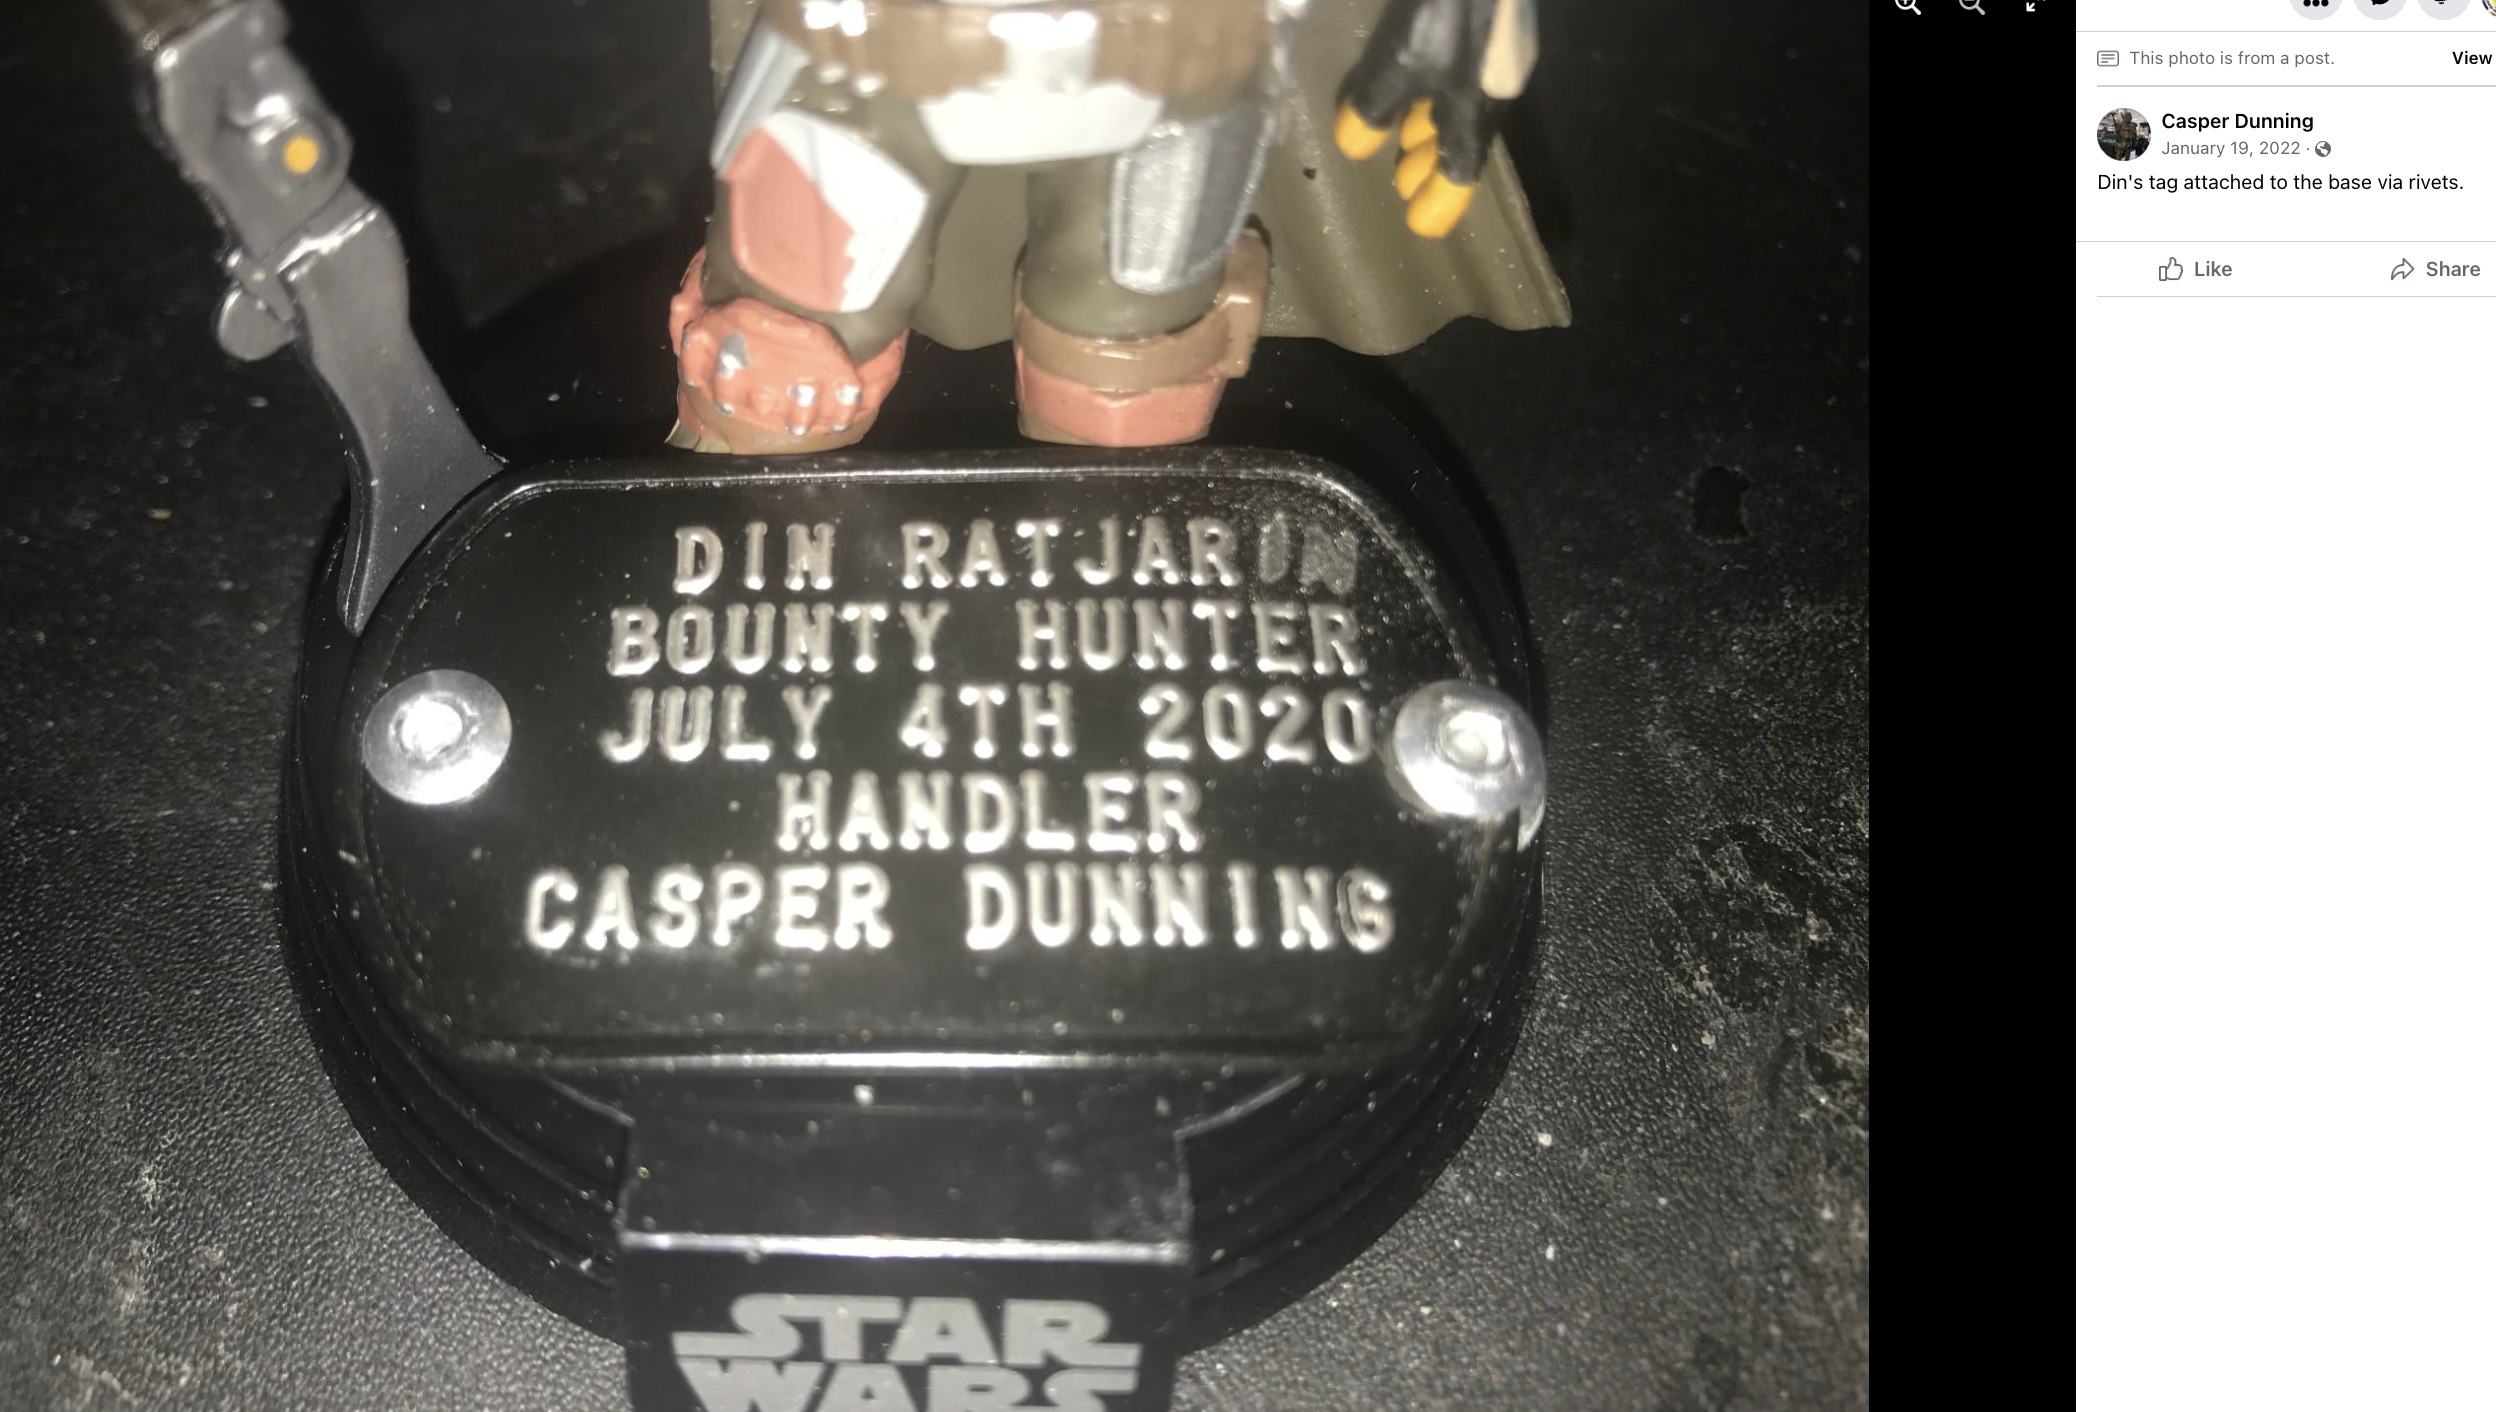 DIN RATJARIN
BOUNTY HUNTER
JULY 4TH 2020
HANDLER
CASPER DUNNING
STAR
WARS
This photo is from a post.
View
Casper Dunning
January 19, 2022 ·
Din's tag attached to the base via rivets.
Like
Share